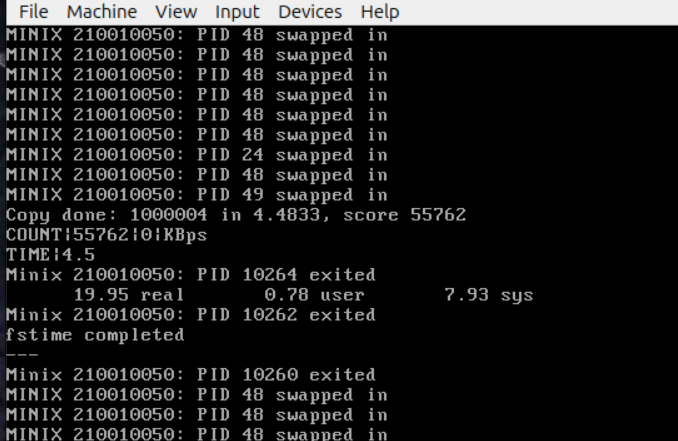 File Machine View Input Devices Help
MINIX 210010050: PID 48 swapped in
MINIX 210010050: PID 48 swapped in
MINIX 210010050: PID 48 swapped in
MINIX 210010050: PID 48 swapped in
MINIX 210010050: PID 48 swapped in
MINIX 210010050: PID 48 swapped in
MINIX 210010050: PID 24 swapped in
MINIX 210010050: PID 48 swapped in
MINIX 210010050: PID 49 swapped in
Copy done: 1000004 in 4.4833, score 55762
COUNT|55762|0|KBps
TIME|4.5
Minix 210010050: PID 10264 exited
19.95 real 0.78 user 7.93 sys
Minix 210010050: PID 10262 exited
fstime completed
---
Minix 210010050: PID 10260 exited
MINIX 210010050: PID 48 swapped in
MINIX 210010050: PID 48 swapped in
MINIX 210010050: PID 48 swapped in